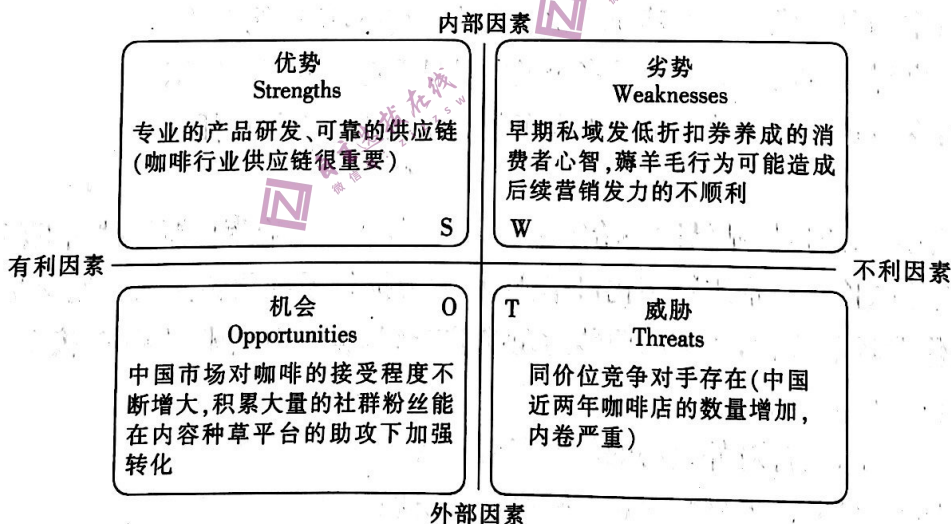 内部因素
优势
Strengths
专业的产品研发、可靠的供应链
(咖啡行业供应链很重要)
S
劣势
Weaknesses
早期私域发低折扣券养成的消
费者心智,薅羊毛行为可能造成
后续营销发力的不顺利
W
有利因素
不利因素
机会
O
Opportunities
中国市场对咖啡的接受程度不
断增大,积累大量的社群粉丝能
在内容种草平台的助攻下加强
转化
T
威胁
Threats
同价位竞争对手存在(中国
近两年咖啡店的数量增加,
内卷严重)
外部因素